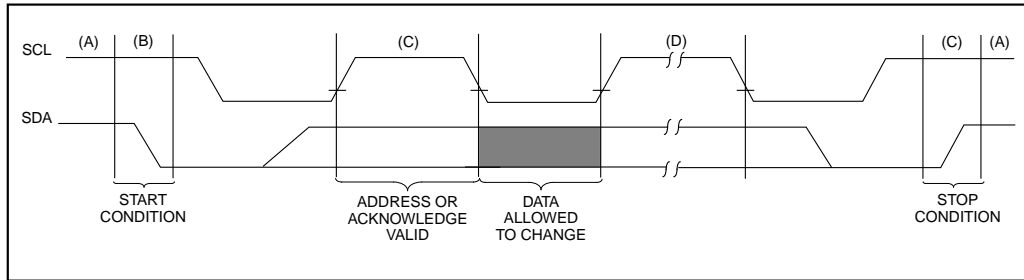 (A) (B) (C) (D) (C) (A)
SCL
SDA
START
CONDITION
ADDRESS OR
ACKNOWLEDGE
VALID
DATA
ALLOWED
TO CHANGE
STOP
CONDITION